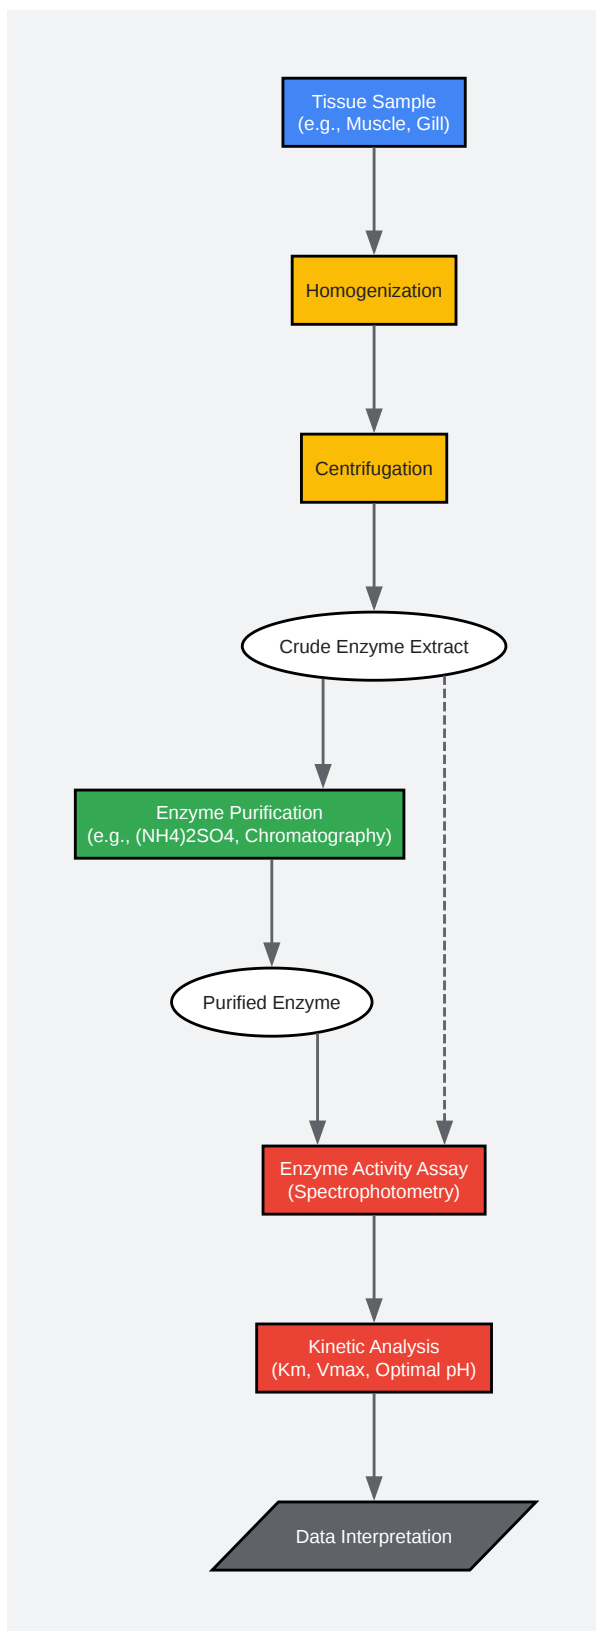 Tissue Sample
(e.g., Muscle, Gill)
Homogenization
Centrifugation
Crude Enzyme Extract
Enzyme Purification
(e.g., (NH4)2SO4, Chromatography)
Purified Enzyme
Enzyme Activity Assay
(Spectrophotometry)
Kinetic Analysis
(Km, Vmax, Optimal pH)
Data Interpretation